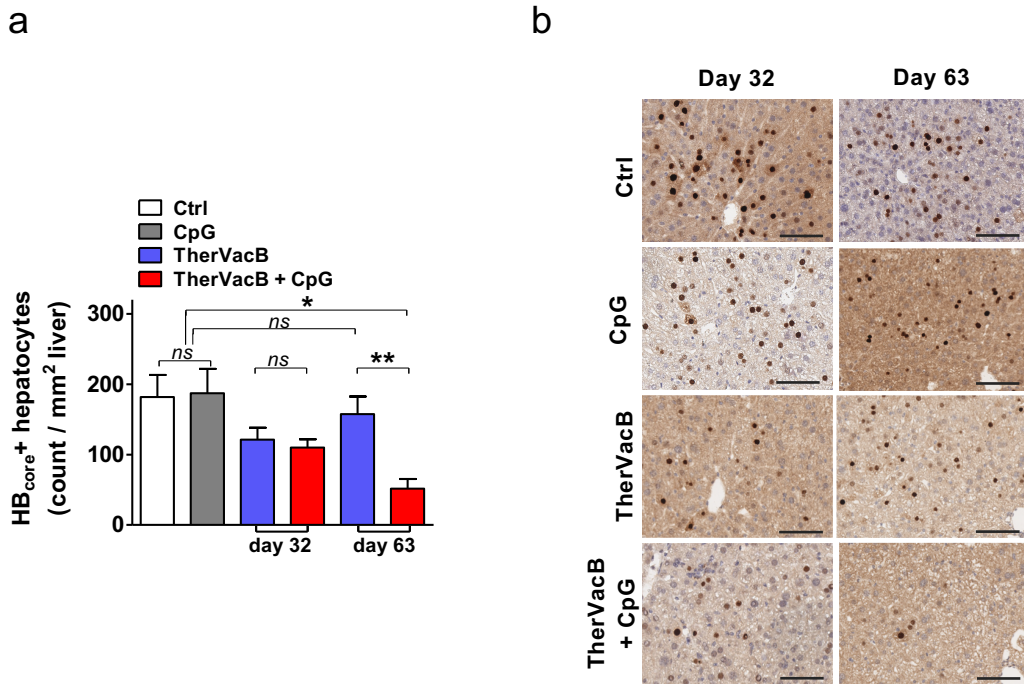 a
Ctrl
CpG
TherVacB
TherVacB + CpG
*
ns
ns
ns
**
300
200
100
0
HBcore+ hepatocytes
(count / mm² liver)
day 32
day 63
b
Day 32
Day 63
Ctrl
CpG
TherVacB
TherVacB
+ CpG